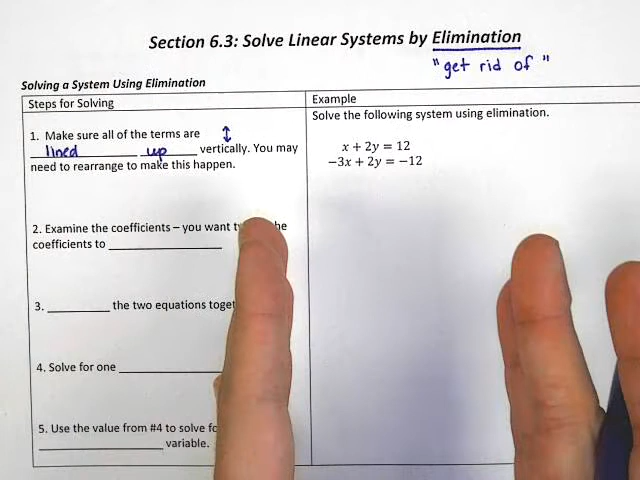 Section 6.3: Solve Linear Systems by Elimination
"get rid of"
Solving a System Using Elimination
Steps for Solving
Example
1. Make sure all of the terms are
lined up vertically. You may
need to rearrange to make this happen.
Solve the following system using elimination.
x + 2y = 12
−3x + 2y = −12
2. Examine the coefficients – you want
coefficients to
3. the two equations
4. Solve for one
5. Use the value from #4 to solve
variable.